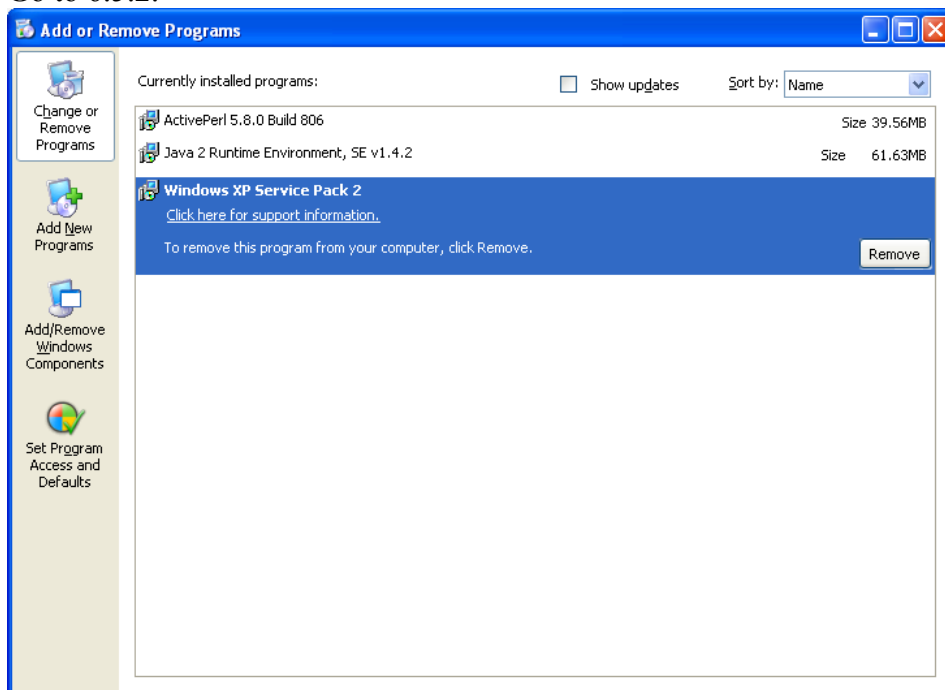 Add or Remove Programs
Change or
Remove
Programs
Currently installed programs:
Show updates
Sort by: Name
ActivePerl 5.8.0 Build 806
Size 39.56MB
Java 2 Runtime Environment, SE v1.4.2
Size 61.63MB
Windows XP Service Pack 2
Click here for support information.
To remove this program from your computer, click Remove.
Remove
Add New
Programs
Add/Remove
Windows
Components
Set Program
Access and
Defaults